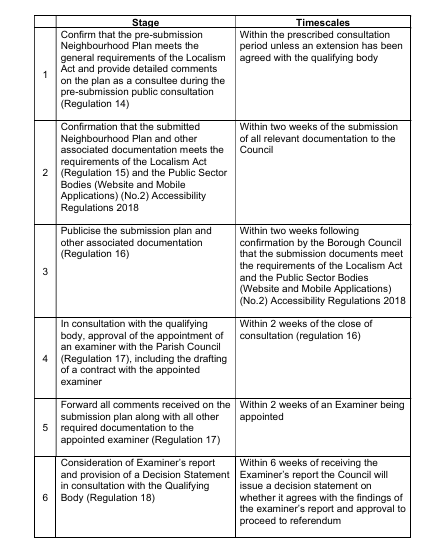 Stage Timescales
1
Confirm that the pre-submission
Neighbourhood Plan meets the
general requirements of the Localism
Act and provide detailed comments
on the plan as a consultee during the
pre-submission public consultation
(Regulation 14)
Within the prescribed consultation
period unless an extension has been
agreed with the qualifying body
2
Confirmation that the submitted
Neighbourhood Plan and other
associated documentation meets the
requirements of the Localism Act
(Regulation 15) and the Public Sector
Bodies (Website and Mobile
Applications) (No.2) Accessibility
Regulations 2018
Within two weeks of the submission
of all relevant documentation to the
Council
3
Publicise the submission plan and
other associated documentation
(Regulation 16)
Within two weeks following
confirmation by the Borough Council
that the submission documents meet
the requirements of the Localism Act
and the Public Sector Bodies
(Website and Mobile Applications)
(No.2) Accessibility Regulations 2018
4
In consultation with the qualifying
body, approval of the appointment of
an examiner with the Parish Council
(Regulation 17), including the drafting
of a contract with the appointed
examiner
Within 2 weeks of the close of
consultation (regulation 16)
5
Forward all comments received on the
submission plan along with all other
required documentation to the
appointed examiner (Regulation 17)
Within 2 weeks of an Examiner being
appointed
6
Consideration of Examiner's report
and provision of a Decision Statement
in consultation with the Qualifying
Body (Regulation 18)
Within 6 weeks of receiving the
Examiner's report the Council will
issue a decision statement on
whether it agrees with the findings of
the examiner's report and approval to
proceed to referendum